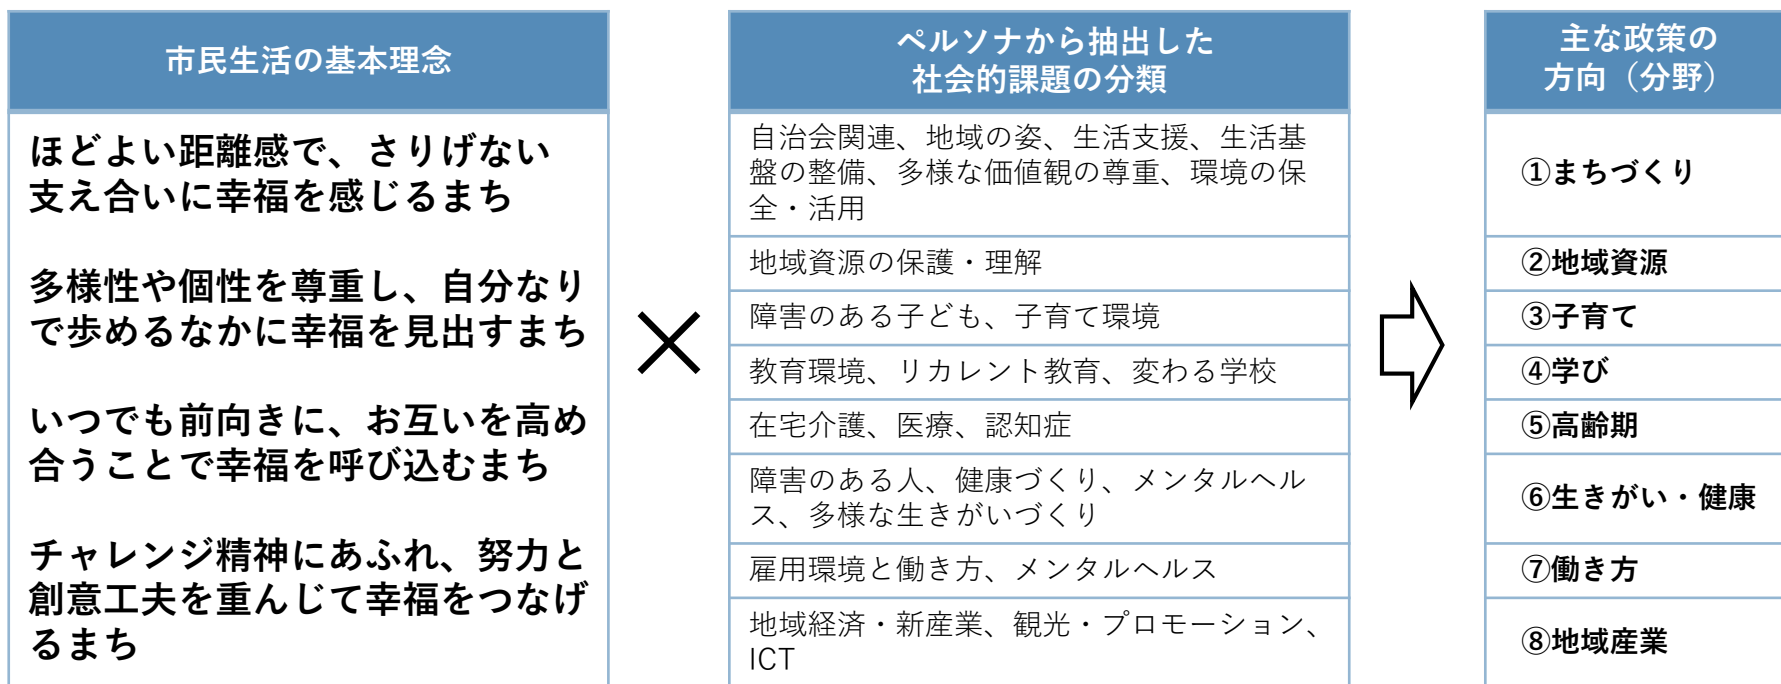 市民生活の基本理念
ほどよい距離感で、さりげない
支え合いに幸福を感じるまち
多様性や個性を尊重し、自分なり
で歩めるなかに幸福を見出すまち
いつでも前向きに、お互いを高め
合うことで幸福を呼び込むまち
チャレンジ精神にあふれ、努力と
創意工夫を重んじて幸福をつなげ
るまち
×
ペルソナから抽出した
社会的課題の分類
自治会関連、地域の姿、生活支援、生活基
盤の整備、多様な価値観の尊重、環境の保
全・活用
地域資源の保護・理解
障害のある子ども、子育て環境
教育環境、リカレント教育、変わる学校
在宅介護、医療、認知症
障害のある人、健康づくり、メンタルヘル
ス、多様な生きがいづくり
雇用環境と働き方、メンタルヘルス
地域経済・新産業、観光・プロモーション、
ICT
主な政策の
方向（分野）
①まちづくり
②地域資源
③子育て
④学び
⑤高齢期
⑥生きがい・健康
⑦働き方
⑧地域産業